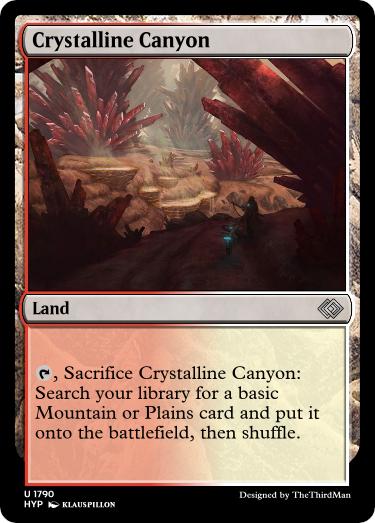 Crystalline Canyon
Land
, Sacrifice Crystalline Canyon:
Search your library for a basic
Mountain or Plains card and put it
onto the battlefield, then shuffle.
U 1790
Designed by TheThirdMan
HYP KLAUSPILLON